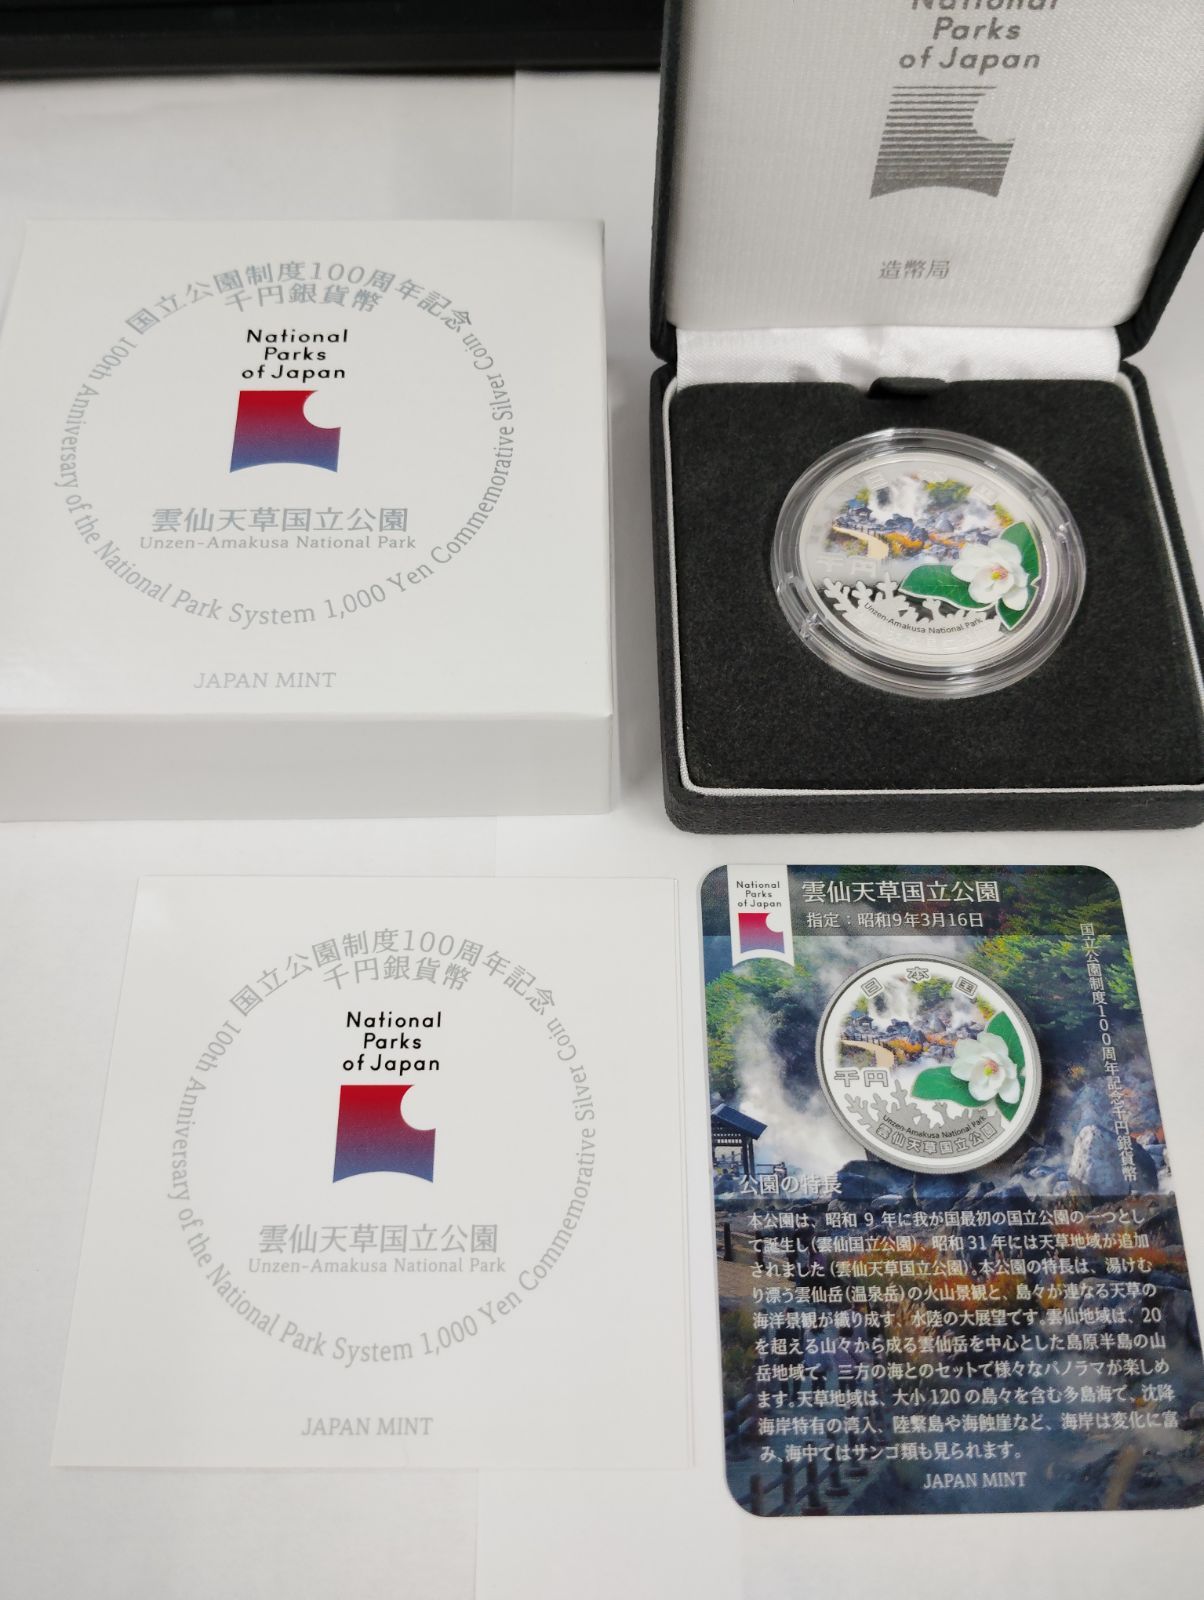 国立公園制度100周年記念
千円銀貨幣
National
Parks
of Japan
雲仙天草国立公園
Unzen-Amakusa National Park
100th Anniversary of the National Park System 1,000 Yen Commemorative Silver Coin
JAPAN MINT
National
Parks
of Japan
造幣局
千円
Unzen-Amakusa National Park
国立公園制度100周年記念
千円銀貨幣
National
Parks
of Japan
雲仙天草国立公園
Unzen-Amakusa National Park
100th Anniversary of the National Park System 1,000 Yen Commemorative Silver Coin
JAPAN MINT
National
Parks
of Japan
雲仙天草国立公園
指定:昭和9年3月16日
国立公園制度100周年記念千円銀貨幣
日本国
千円
Unzen-Amakusa National Park
雲仙天草国立公園
公園の特長
本公園は、昭和 9 年に我が国最初の国立公園の一つとし
て誕生し(雲仙国立公園)、昭和31年には天草地域が追加
されました(雲仙天草国立公園)。本公園の特長は、湯けむ
り漂う雲仙岳(温泉岳)の火山景観と、島々が連なる天草の
海洋景観が織り成す、水陸の大展望です。雲仙地域は、20
を超える山々から成る雲仙岳を中心とした島原半島の山
岳地域で、三方の海とのセットで様々なパノラマが楽しめ
ます。天草地域は、大小120の島々を含む多島海で、沈降
海岸特有の湾入、陸繋島や海蝕崖など、海岸は変化に富
み、海中ではサンゴ類も見られます。
JAPAN MINT